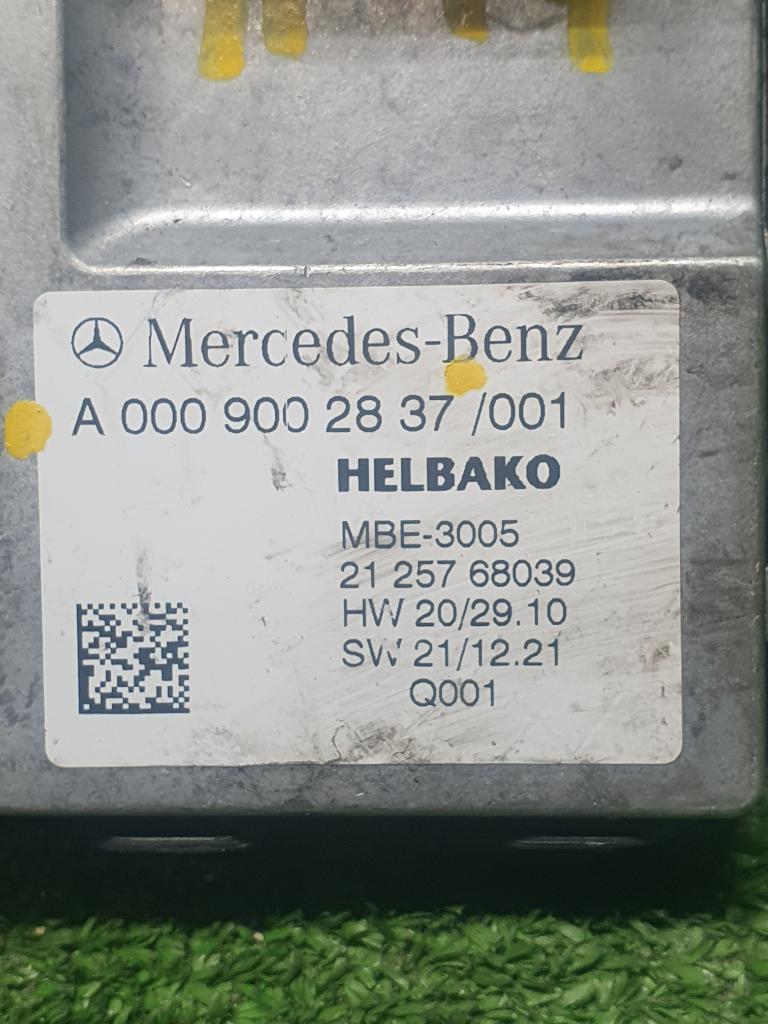 Mercedes-Benz
A 000 900 28 37 /001
HELBAKO
MBE-3005
21 257 68039
HW 20/29.10
SW 21/12.21
Q001